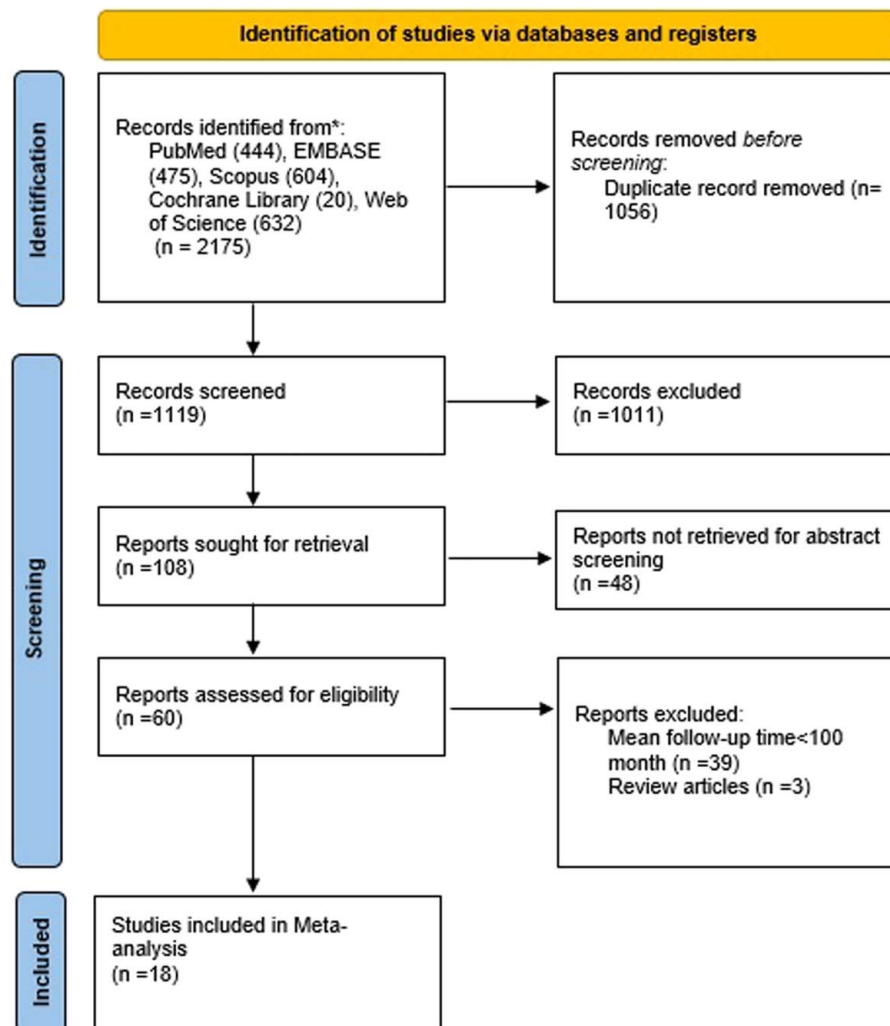 Identification of studies via databases and registers
Identification
Records identified from*:
PubMed (444), EMBASE
(475), Scopus (604),
Cochrane Library (20), Web
of Science (632)
(n = 2175)
Records removed before
screening:
Duplicate record removed (n=
1056)
Screening
Records screened
(n =1119)
Records excluded
(n =1011)
Reports sought for retrieval
(n =108)
Reports not retrieved for abstract
screening
(n =48)
Reports assessed for eligibility
(n =60)
Reports excluded:
Mean follow-up time<100
month (n =39)
Review articles (n =3)
Included
Studies included in Meta-
analysis
(n =18)